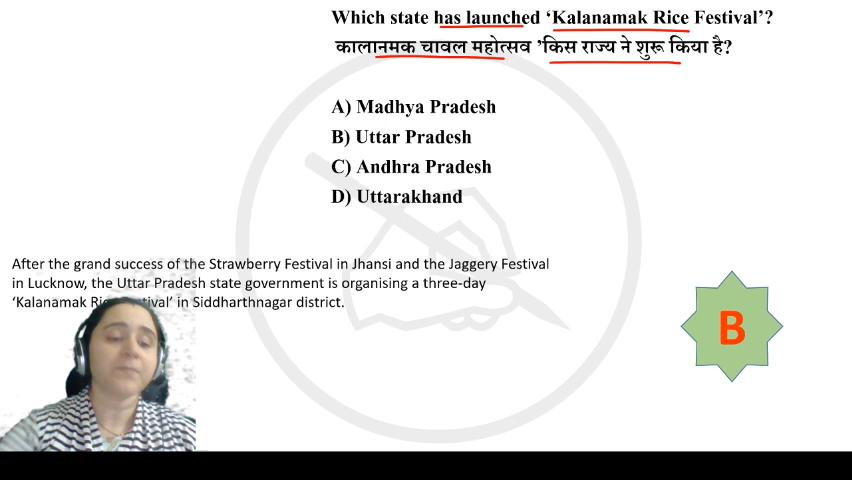 Which state has launched ‘Kalanamak Rice Festival’?
कालानमक चावल महोत्सव ’किस राज्य ने शुरू किया है?
A) Madhya Pradesh
B) Uttar Pradesh
C) Andhra Pradesh
D) Uttarakhand
After the grand success of the Strawberry Festival in Jhansi and the Jaggery Festival
in Lucknow, the Uttar Pradesh state government is organising a three-day
‘Kalanamak in Siddharthnagar district.
B